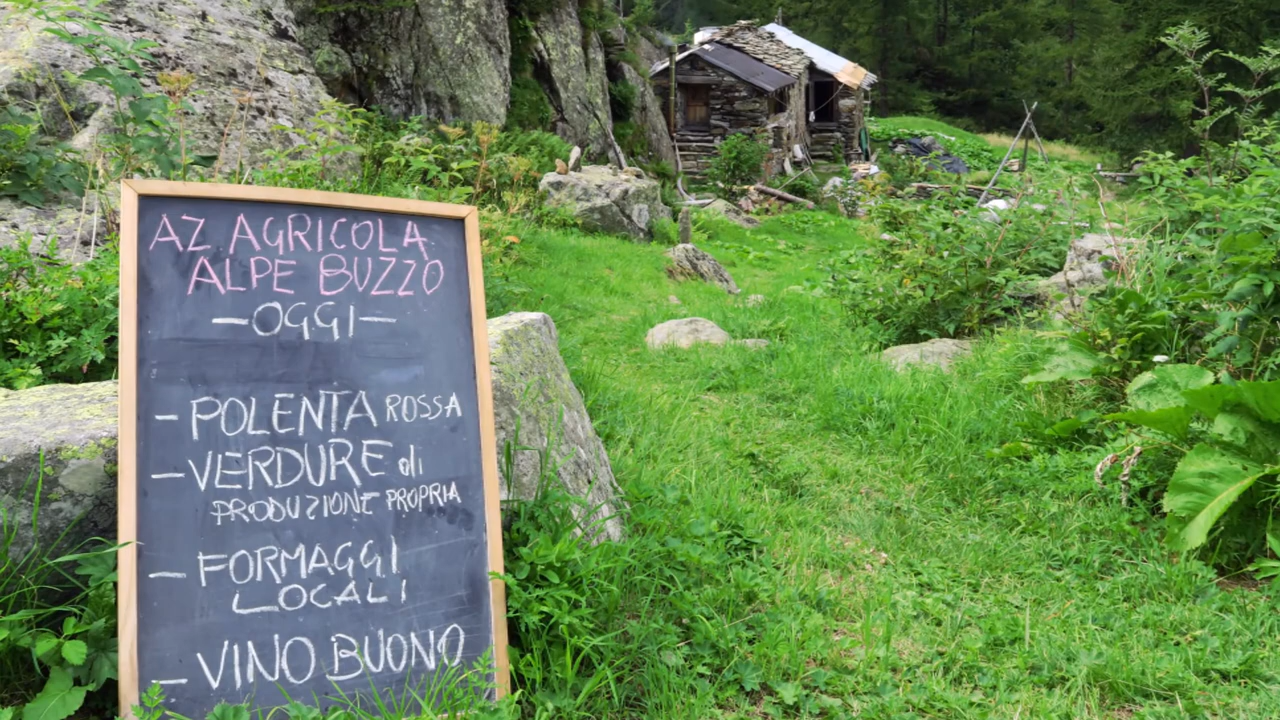 AZ AGRICOLA
ALPE BUZZO
-OGGI-
- POLENTA ROSSA
- VERDURE di
PRODUZIONE PROPRIA
- FORMAGGI
LOCALI
- VINO BUONO